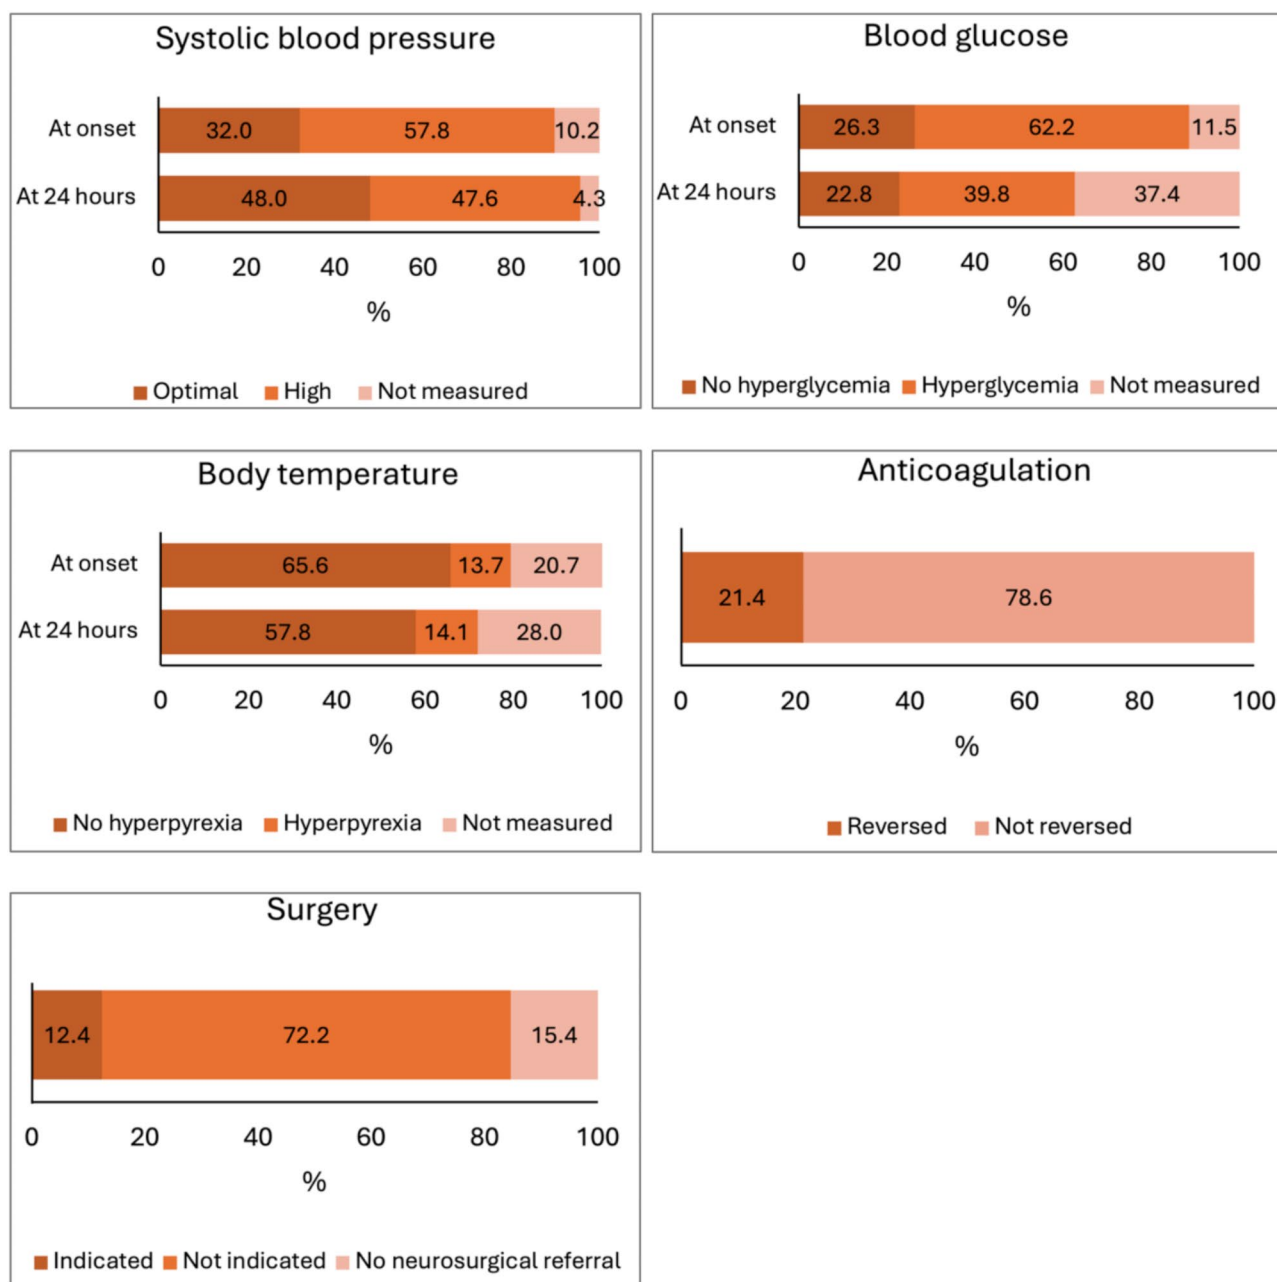 Systolic blood pressure
At onset 32.0 57.8 10.2
At 24 hours 48.0 47.6 4.3
0 20 40 60 80 100
%
Optimal High Not measured
Blood glucose
At onset 26.3 62.2 11.5
At 24 hours 22.8 39.8 37.4
0 20 40 60 80 100
%
No hyperglycemia Hyperglycemia Not measured
Body temperature
At onset 65.6 13.7 20.7
At 24 hours 57.8 14.1 28.0
0 20 40 60 80 100
%
No hyperpyrexia Hyperpyrexia Not measured
Anticoagulation
21.4 78.6
0 20 40 60 80 100
%
Reversed Not reversed
Surgery
12.4 72.2 15.4
0 20 40 60 80 100
%
Indicated Not indicated No neurosurgical referral